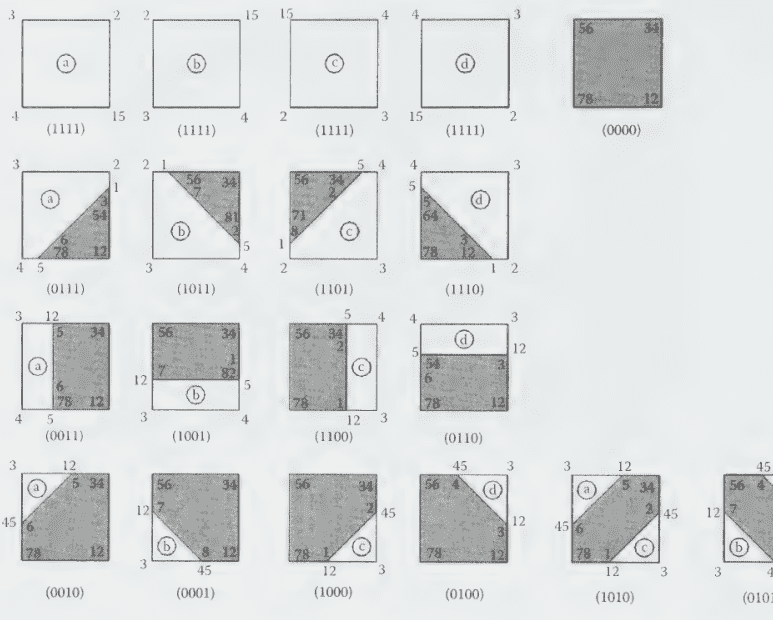 3 2 2 15 15 4 4 3
56 34
a b c d
78 12
4 15 3 4 2 3 15 2
(1111) (1111) (1111) (1111) (0000)
3 2 2 1 5 4 4 3
56 34 56 34
1 7 2 5
a 3 5 d
54 81 71 64
6 b 2 8 c 3
5 1
78 12 78 12
4 5 3 4 2 3 1 2
(0111) (1011) (1101) (1110)
3 12 5 4 4 3
5 34 56 34 56 34
2 d
a 1 c 5 54 3 12
6 12 7 82 5 6
78 12 b 78 1 78 12
4 5 3 4 12 3
(0011) (1001) (1100) (0110)
3 12 45 3 3 12 45
a 5 34 56 34 56 34 56 4 d a 5 34 56 4
7 2 2 7
45 6 12 45 3 12 45 6 45 12
78 12 b 8 12 78 1 c 78 12 78 1 c b
3 45 12 3 12 3 3 4
(0010) (0001) (1000) (0100) (1010) (0101